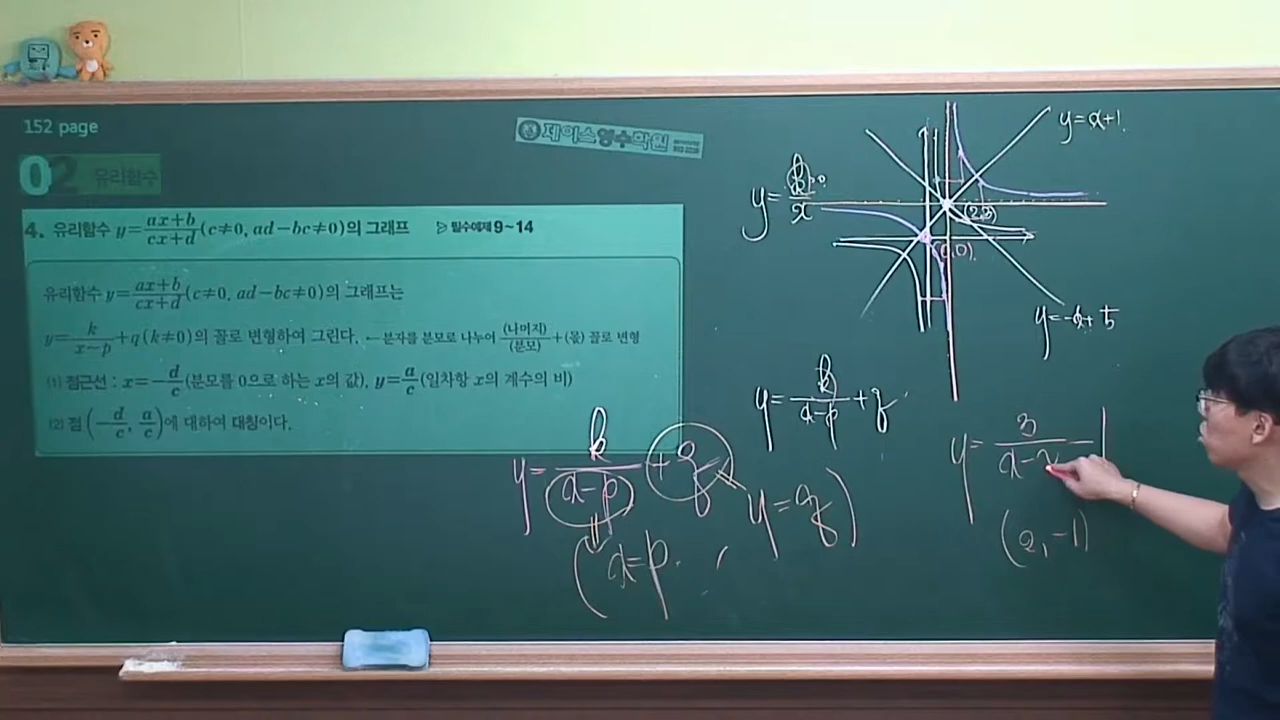 152 page
제이스영수학원
02 유리함수
4. 유리함수 y=(ax+b)/(cx+d)(c≠0, ad-bc≠0)의 그래프 ▷ 필수예제 9~14
유리함수 y=(ax+b)/(cx+d)(c≠0, ad-bc≠0)의 그래프는
y=k/(x-p)+q(k≠0)의 꼴로 변형하여 그린다. ←분자를 분모로 나누어 (나머지)/(분모)+(몫) 꼴로 변형
(1) 점근선 : x=-d/c(분모를 0으로 하는 x의 값), y=a/c(일차항 x의 계수의 비)
(2) 점(-d/c, a/c)에 대하여 대칭이다.
y=k/(x-p)+q
(x=p, y=q)
y=k/x
y=x+1
(2,3)
(0,0)
y=-x+5
y=k/(x-p)+q
y=3/(x-2)-1
(2,-1)